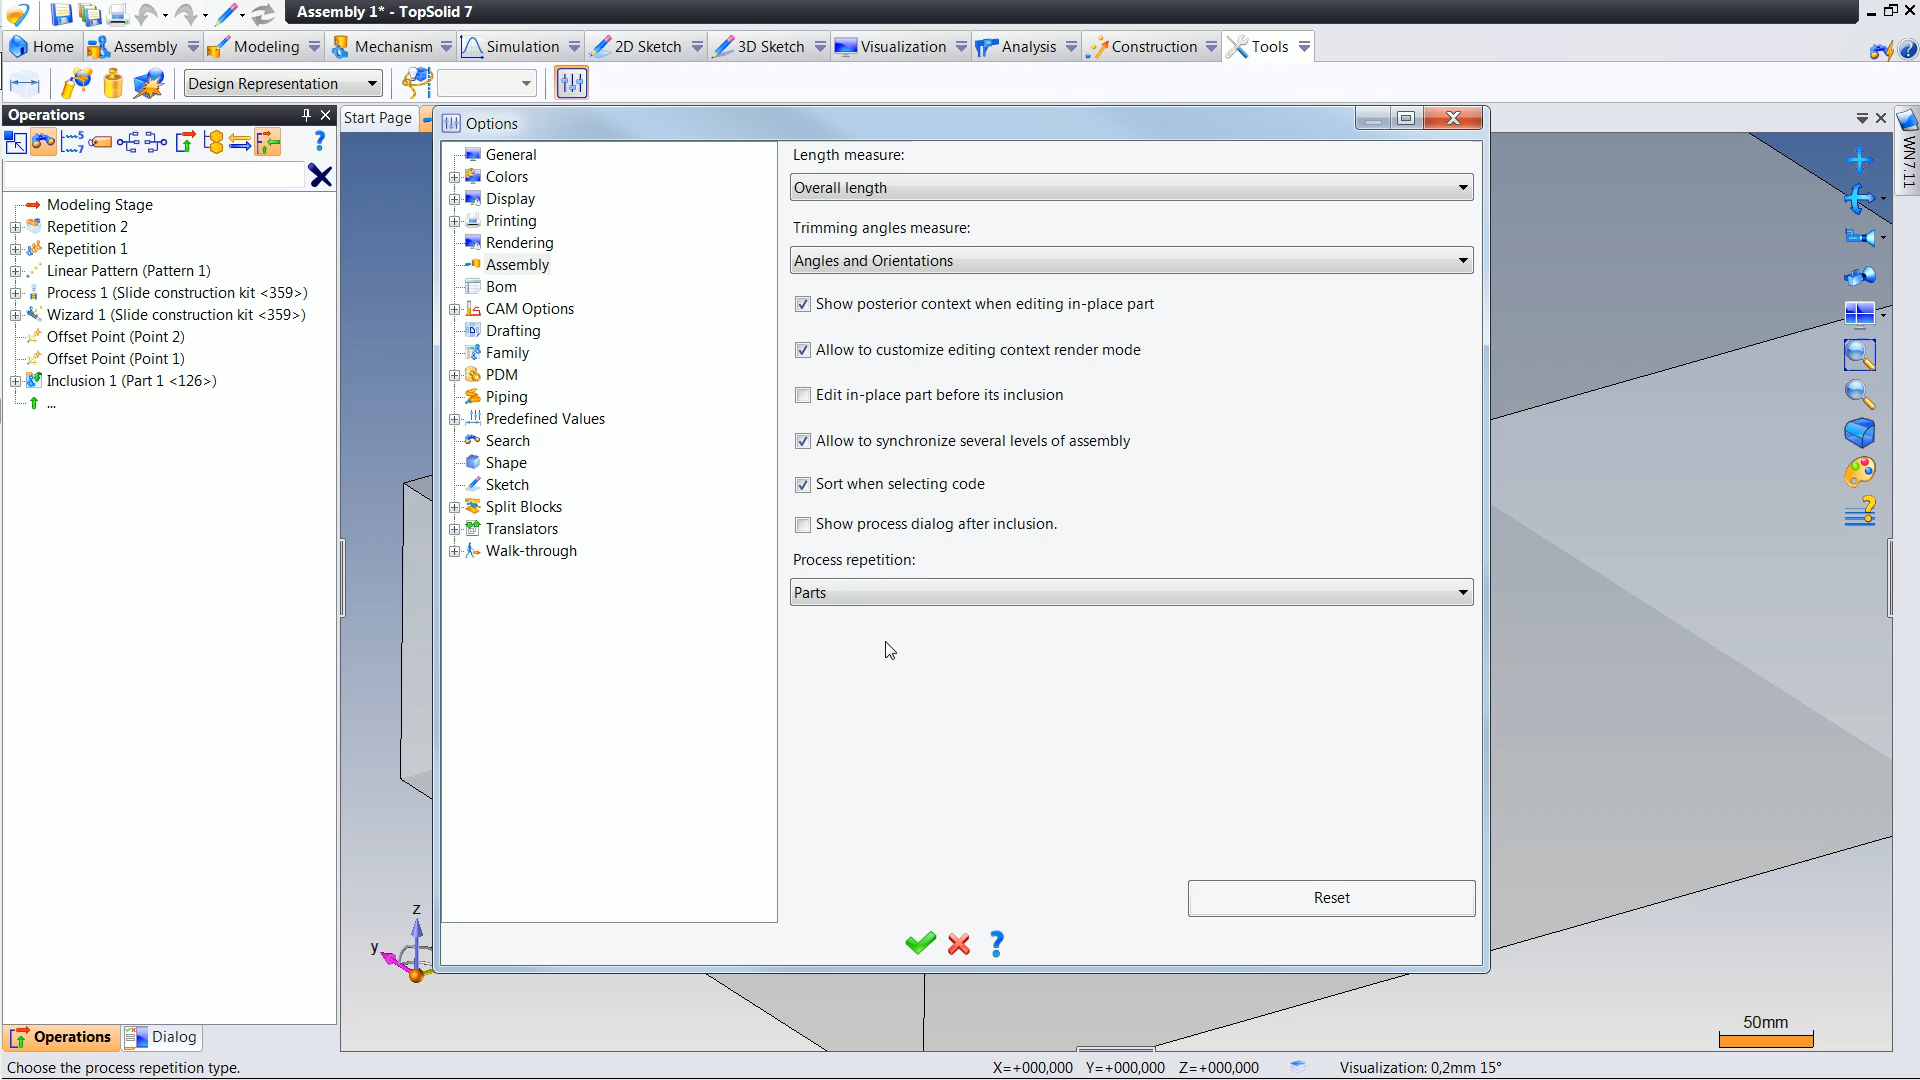 Assembly 1* - TopSolid 7
Home
Assembly
Modeling
Mechanism
Simulation
2D Sketch
3D Sketch
Visualization
Analysis
Construction
Tools
Design Representation
Operations
Start Page
Options
WN7.11
Modeling Stage
Repetition 2
Repetition 1
Linear Pattern (Pattern 1)
Process 1 (Slide construction kit <359>)
Wizard 1 (Slide construction kit <359>)
Offset Point (Point 2)
Offset Point (Point 1)
Inclusion 1 (Part 1 <126>)
...
General
Colors
Display
Printing
Rendering
Assembly
Bom
CAM Options
Drafting
Family
PDM
Piping
Predefined Values
Search
Shape
Sketch
Split Blocks
Translators
Walk-through
Length measure:
Overall length
Trimming angles measure:
Angles and Orientations
Show posterior context when editing in-place part
Allow to customize editing context render mode
Edit in-place part before its inclusion
Allow to synchronize several levels of assembly
Sort when selecting code
Show process dialog after inclusion.
Process repetition:
Parts
Reset
z
y
50mm
Operations
Dialog
Choose the process repetition type.
X=+000,000 Y=+000,000 Z=+000,000
Visualization: 0,2mm 15°